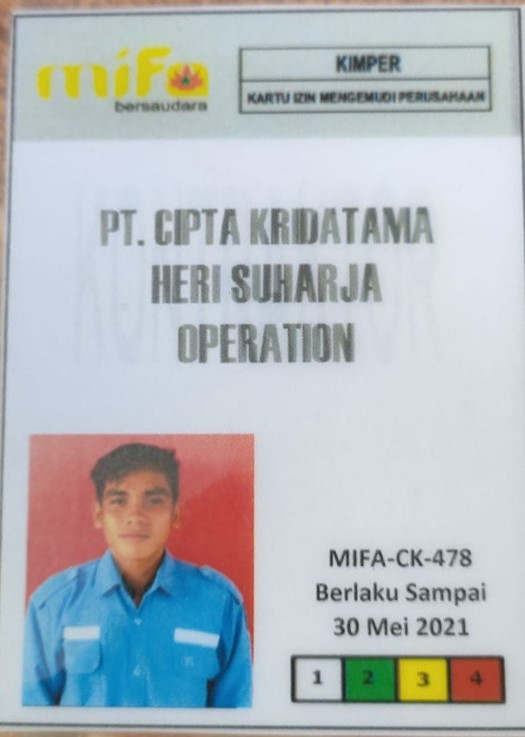 mifa
bersaudara
KIMPER
KARTU IZIN MENGEMUDI PERUSAHAAN
PT. CIPTA KRIDATAMA
HERI SUHARJA
OPERATION
MIFA-CK-478
Berlaku Sampai
30 Mei 2021
1 2 3 4